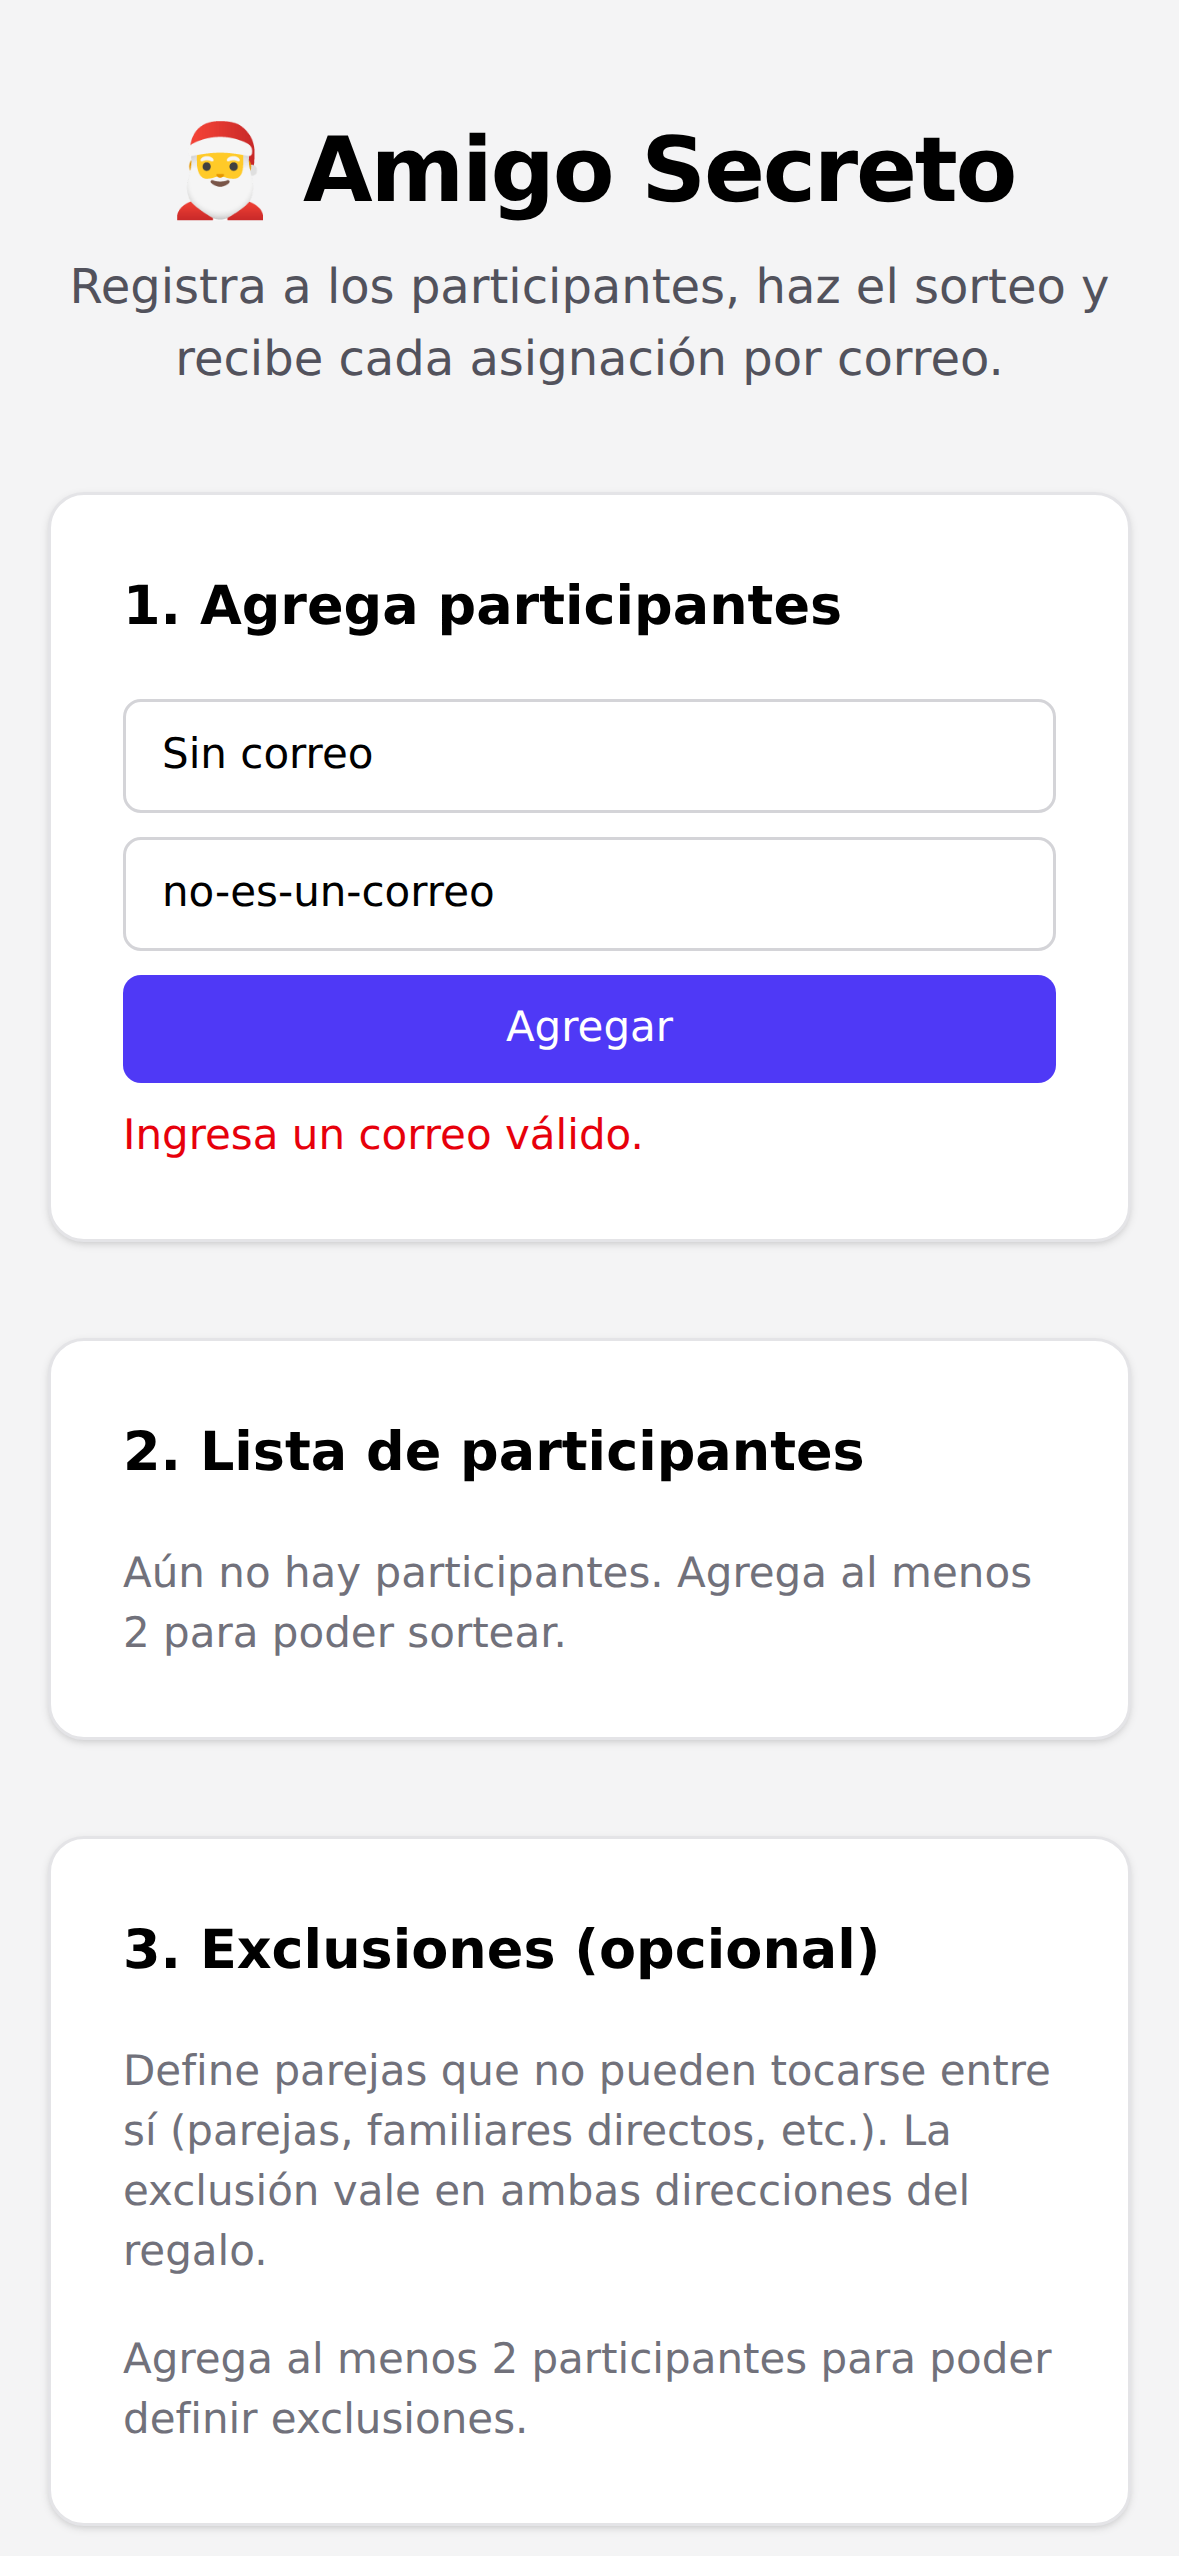 Amigo Secreto
Registra a los participantes, haz el sorteo y
recibe cada asignación por correo.
1. Agrega participantes
Sin correo
no-es-un-correo
Agregar
Ingresa un correo válido.
2. Lista de participantes
Aún no hay participantes. Agrega al menos
2 para poder sortear.
3. Exclusiones (opcional)
Define parejas que no pueden tocarse entre
sí (parejas, familiares directos, etc.). La
exclusión vale en ambas direcciones del
regalo.
Agrega al menos 2 participantes para poder
definir exclusiones.